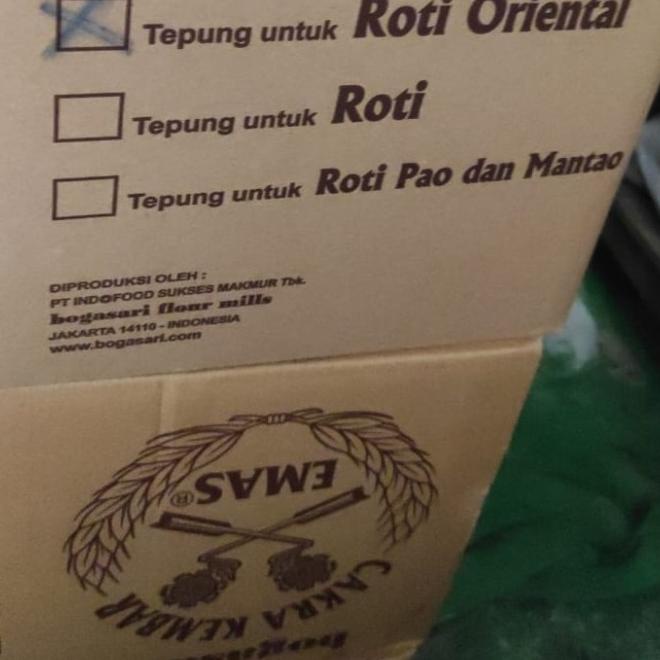 Tepung untuk Roti Oriental
Tepung untuk Roti
Tepung untuk Roti Pao dan Mantao
DIPRODUKSI OLEH :
PT INDOFOOD SUKSES MAKMUR Tbk.
bogasari flour mills
JAKARTA 14110 - INDONESIA
www.bogasari.com
EMAS®
CAKRA KEMBAR